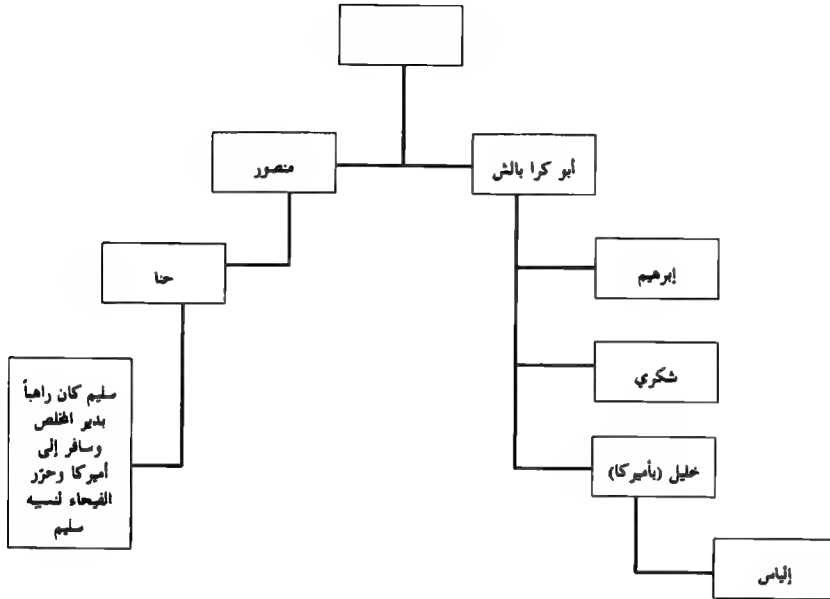 أبو كرا بالش
منصور
إبرهيم
حنا
شكري
سليم كان راهباً
بدير المخلص
وسافر إلى
أميركا وحرّر
الفيحاء لنسيبه
سليم
خليل (بأميركا)
إلياس